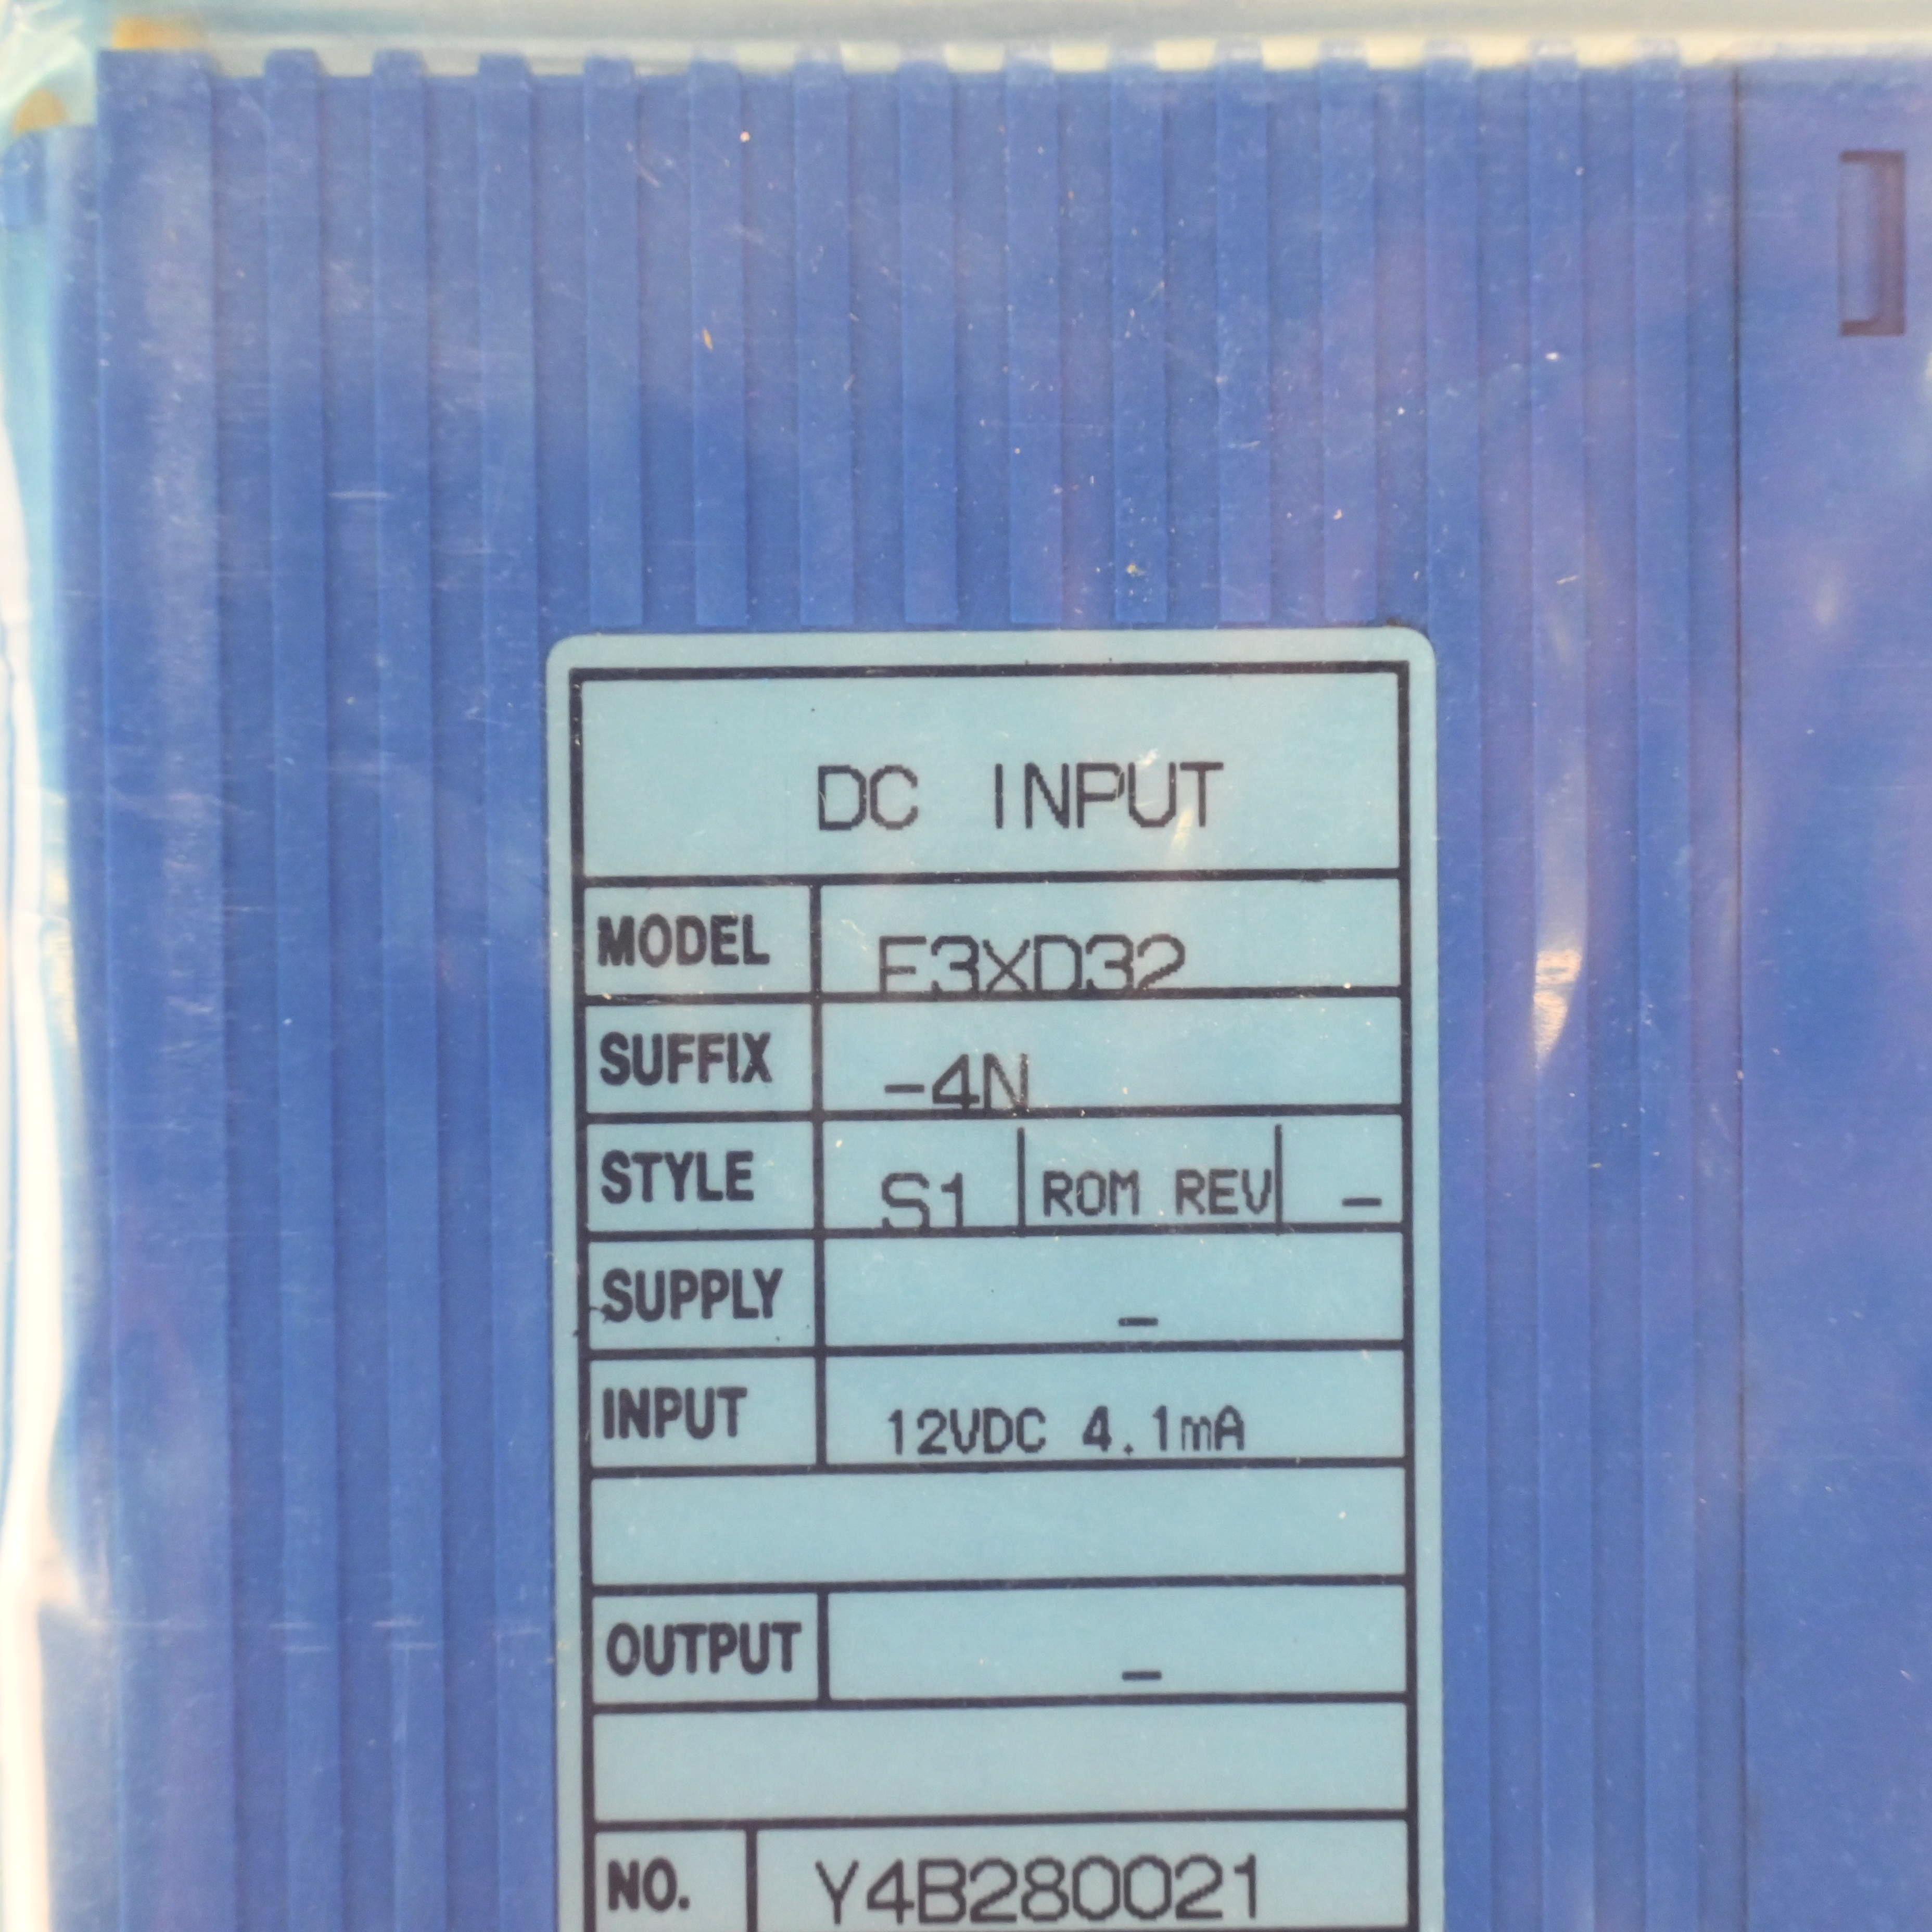 DC INPUT
MODEL F3XD32
SUFFIX -4N
STYLE S1 ROM REV -
SUPPLY -
INPUT 12VDC 4.1mA
OUTPUT -
NO. Y4B280021